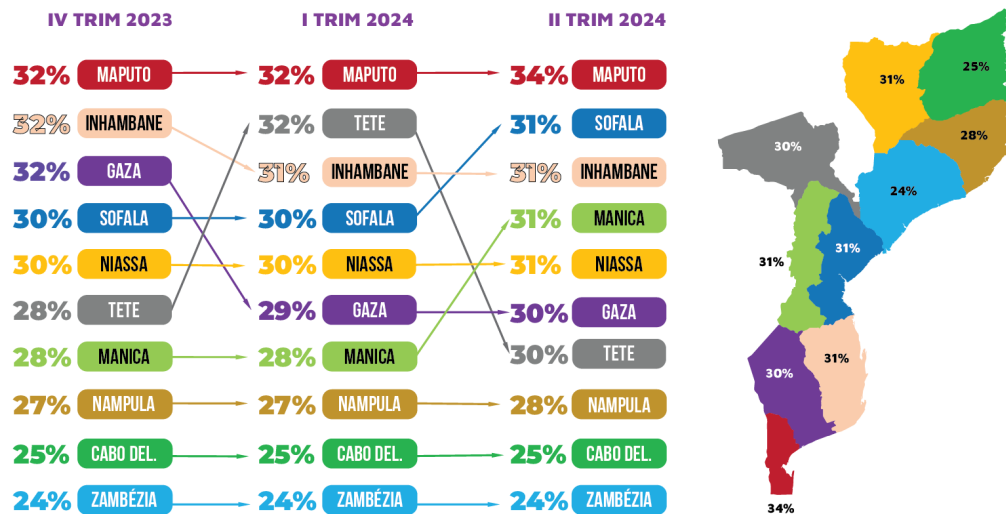 IV TRIM 2023 I TRIM 2024 II TRIM 2024
32% MAPUTO 32% MAPUTO 34% MAPUTO
32% INHAMBANE 32% TETE 31% SOFALA
32% GAZA 31% INHAMBANE 31% INHAMBANE
30% SOFALA 30% SOFALA 31% MANICA
30% NIASSA 30% NIASSA 31% NIASSA
28% TETE 29% GAZA 30% GAZA
28% MANICA 28% MANICA 30% TETE
27% NAMPULA 27% NAMPULA 28% NAMPULA
25% CABO DEL. 25% CABO DEL. 25% CABO DEL.
24% ZAMBÉZIA 24% ZAMBÉZIA 24% ZAMBÉZIA
25%
31%
28%
30%
24%
31%
31%
31%
30%
34%